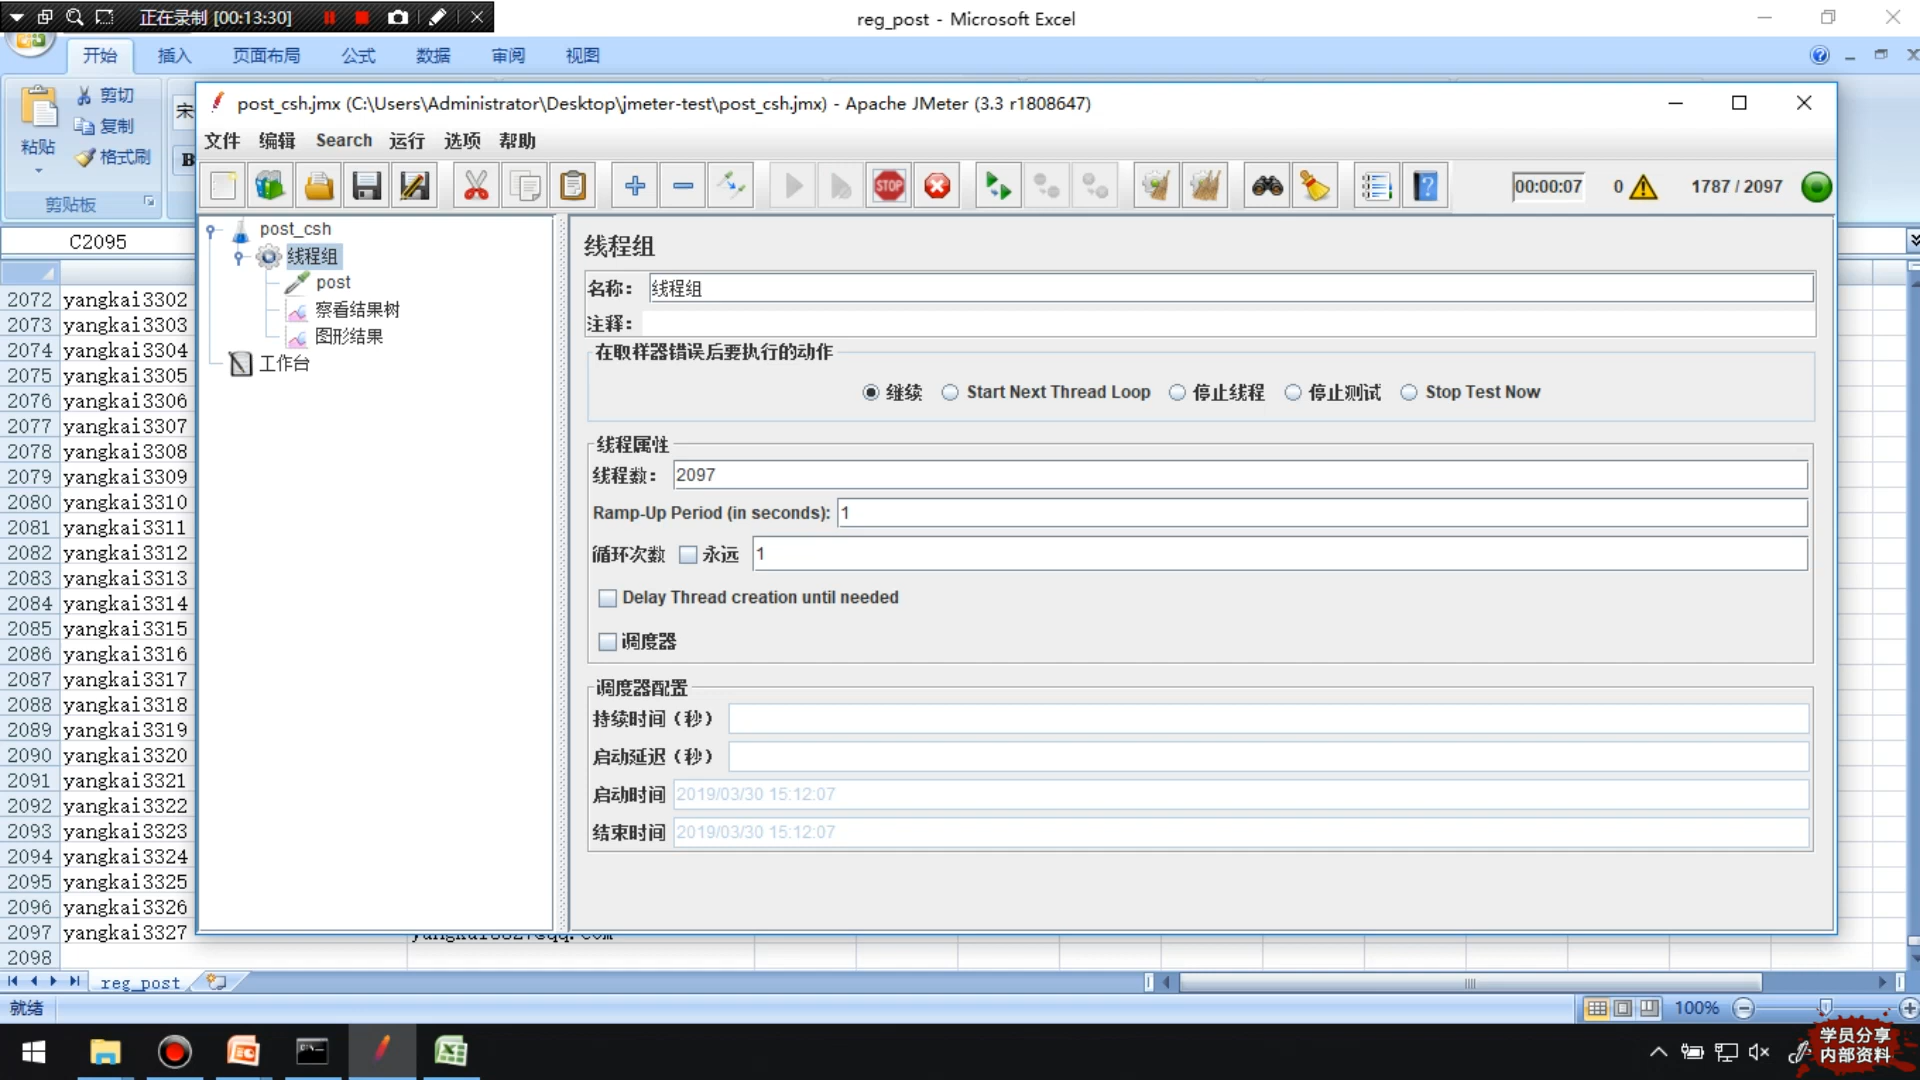 正在录制 [00:13:30]
reg_post - Microsoft Excel
开始 插入 页面布局 公式 数据 审阅 视图
粘贴
剪切
复制
格式刷
剪贴板
宋
B
post_csh.jmx (C:\Users\Administrator\Desktop\jmeter-test\post_csh.jmx) - Apache JMeter (3.3 r1808647)
文件 编辑 Search 运行 选项 帮助
STOP
00:00:07 0 1787 / 2097
C2095
post_csh
线程组
post
察看结果树
图形结果
工作台
线程组
名称： 线程组
注释：
在取样器错误后要执行的动作
继续 Start Next Thread Loop 停止线程 停止测试 Stop Test Now
线程属性
线程数： 2097
Ramp-Up Period (in seconds): 1
循环次数 永远 1
Delay Thread creation until needed
调度器
调度器配置
持续时间（秒）
启动延迟（秒）
启动时间 2019/03/30 15:12:07
结束时间 2019/03/30 15:12:07
2072 yangkai3302
2073 yangkai3303
2074 yangkai3304
2075 yangkai3305
2076 yangkai3306
2077 yangkai3307
2078 yangkai3308
2079 yangkai3309
2080 yangkai3310
2081 yangkai3311
2082 yangkai3312
2083 yangkai3313
2084 yangkai3314
2085 yangkai3315
2086 yangkai3316
2087 yangkai3317
2088 yangkai3318
2089 yangkai3319
2090 yangkai3320
2091 yangkai3321
2092 yangkai3322
2093 yangkai3323
2094 yangkai3324
2095 yangkai3325
2096 yangkai3326
2097 yangkai3327
2098
reg_post
就绪
100%
学员分享
内部资料